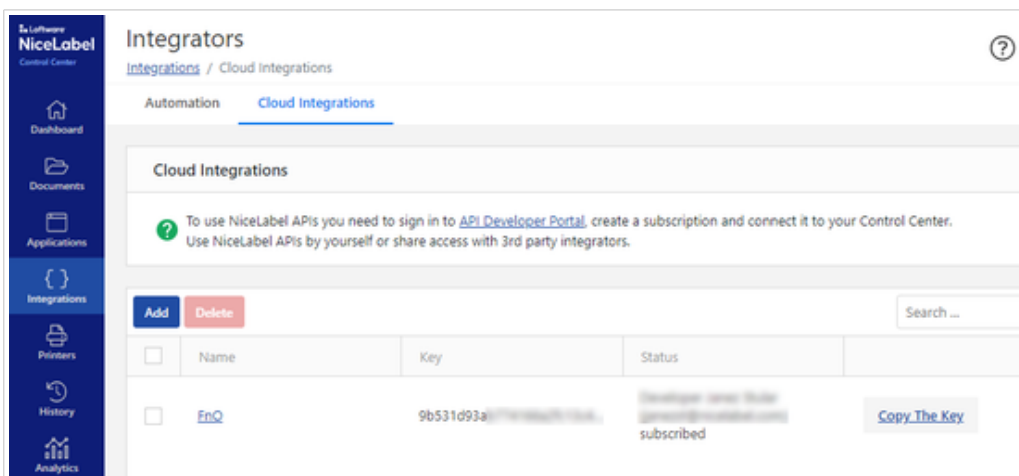 Loftware
NiceLabel
Control Center
Dashboard
Documents
Applications
Integrations
Printers
History
Analytics
Integrators
Integrations / Cloud Integrations
Automation Cloud Integrations
Cloud Integrations
To use NiceLabel APIs you need to sign in to API Developer Portal, create a subscription and connect it to your Control Center.
Use NiceLabel APIs by yourself or share access with 3rd party integrators.
Add Delete Search ...
Name Key Status
FnO 9b531d93a Copy The Key
subscribed